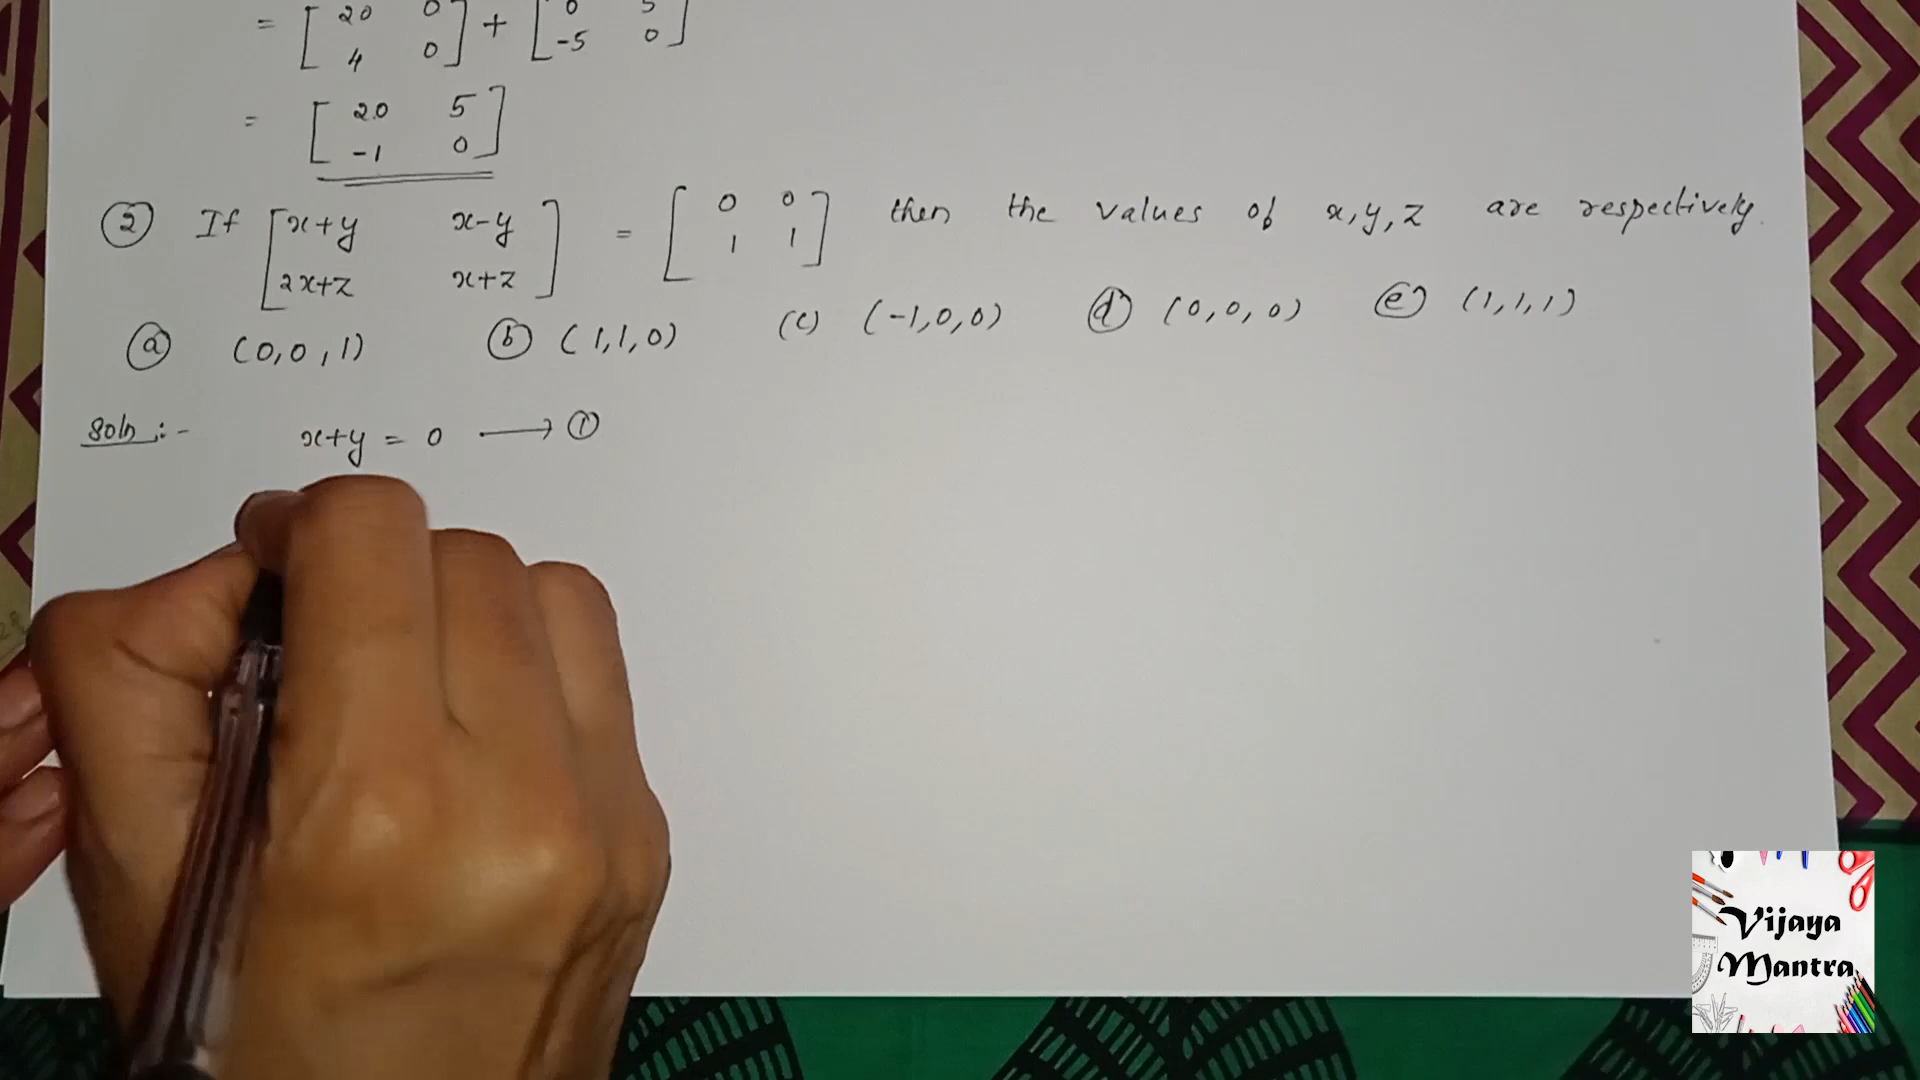 = [ 20 0 ] + [ 0 5 ]
4 0 -5 0
= [ 20 5 ]
-1 0
② If [ x+y x-y ] = [ 0 0 ] then the values of x,y,z are respectively.
2x+z x+z 1 1
ⓐ (0,0,1) ⓑ (1,1,0) (c) (-1,0,0) ⓓ (0,0,0) ⓔ (1,1,1)
Soln :- x+y = 0 ⟶ ①
Vijaya
Mantra